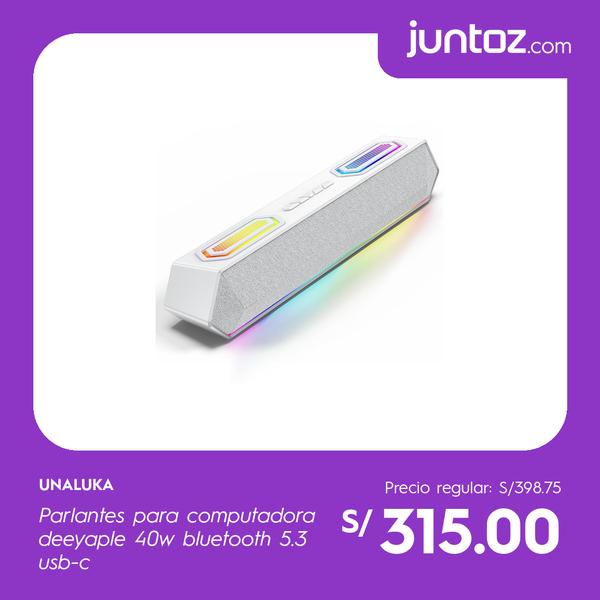 juntoz.com
UNALUKA
Parlantes para computadora
deeyaple 40w bluetooth 5.3
usb-c
Precio regular: S/398.75
S/ 315.00